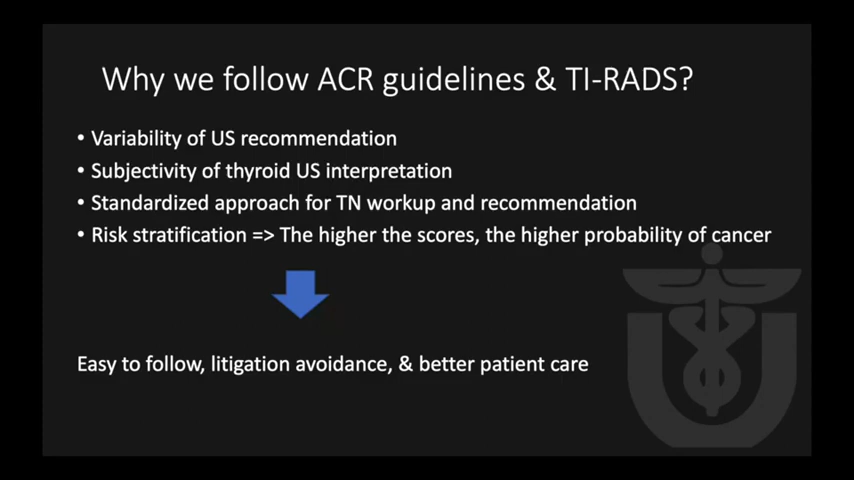 Why we follow ACR guidelines & TI-RADS?
• Variability of US recommendation
• Subjectivity of thyroid US interpretation
• Standardized approach for TN workup and recommendation
• Risk stratification => The higher the scores, the higher probability of cancer
Easy to follow, litigation avoidance, & better patient care